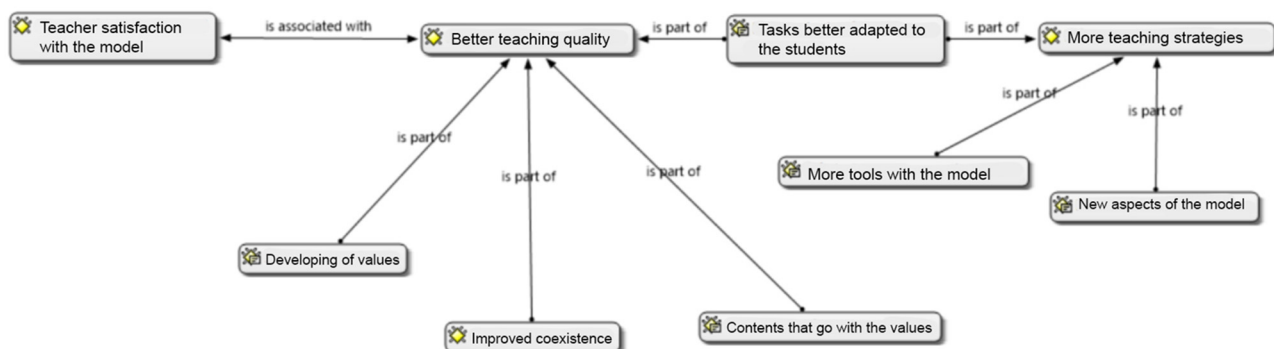 Teacher satisfaction
with the model
is associated with
Better teaching quality
is part of
Tasks better adapted to
the students
is part of
More teaching strategies
is part of
is part of
is part of
is part of
is part of
More tools with the model
New aspects of the model
Developing of values
Improved coexistence
Contents that go with the values